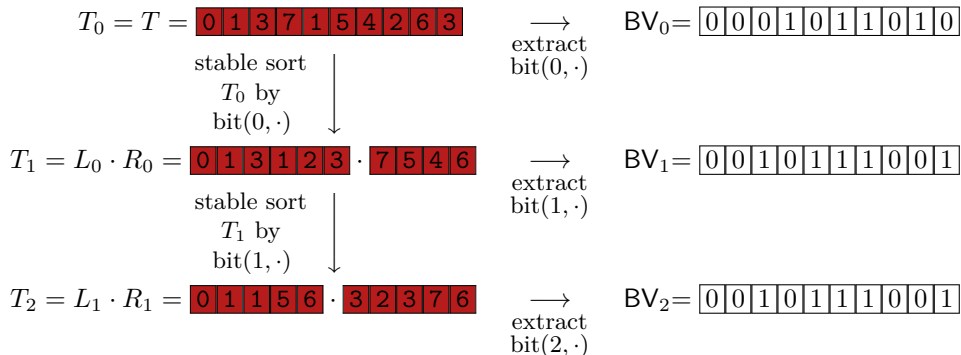 T₀ = T = 0 1 3 7 1 5 4 2 6 3 ⟶ BV₀= 0 0 0 1 0 1 1 0 1 0
extract
bit(0, ·)
stable sort
T₀ by
bit(0, ·)
T₁ = L₀ · R₀ = 0 1 3 1 2 3 · 7 5 4 6 ⟶ BV₁= 0 0 1 0 1 1 1 0 0 1
extract
bit(1, ·)
stable sort
T₁ by
bit(1, ·)
T₂ = L₁ · R₁ = 0 1 1 5 6 · 3 2 3 7 6 ⟶ BV₂= 0 0 1 0 1 1 1 0 0 1
extract
bit(2, ·)